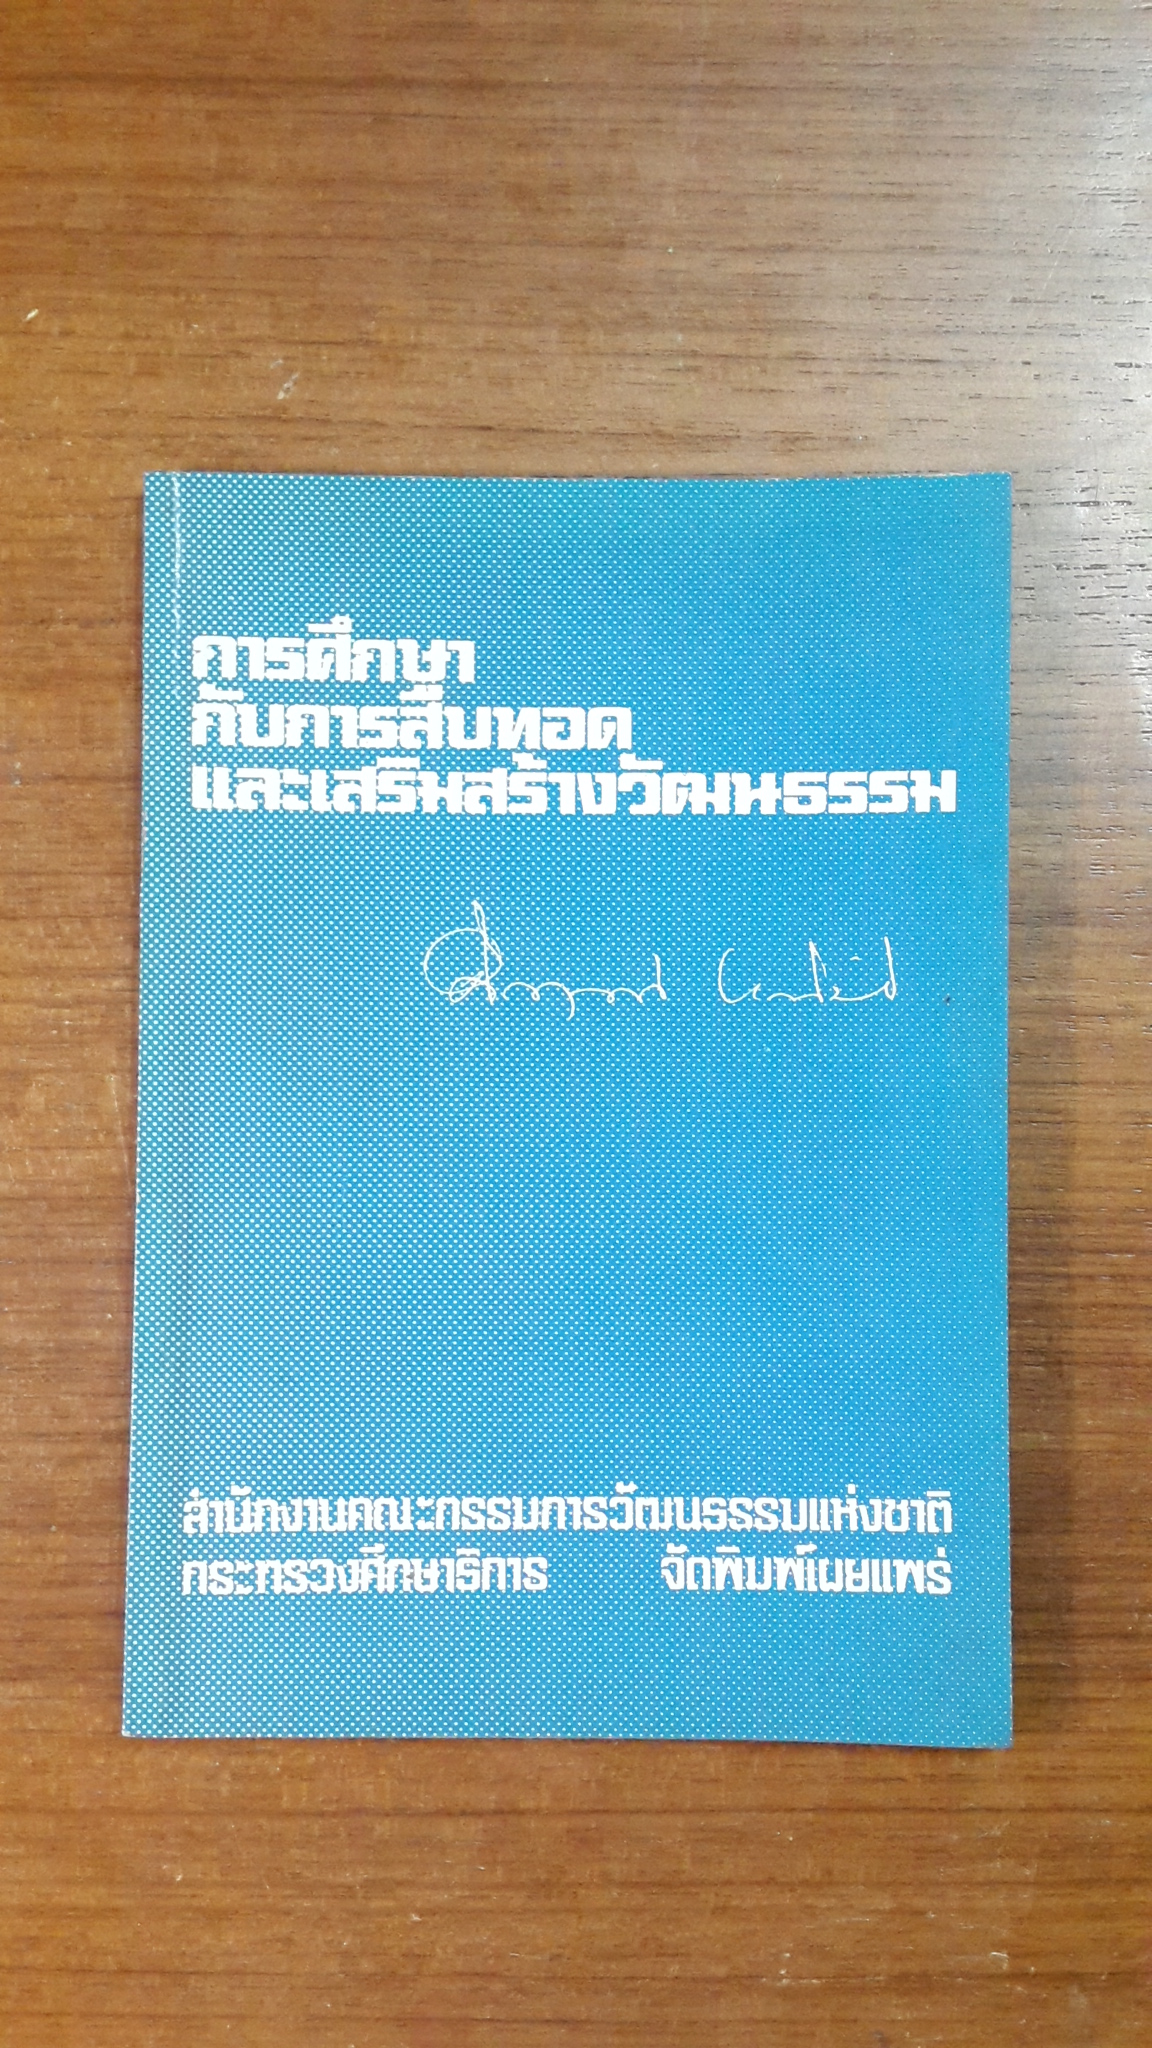 การศึกษา
กับการสืบทอด
และเสริมสร้างวัฒนธรรม
สำนักงานคณะกรรมการวัฒนธรรมแห่งชาติ
กระทรวงศึกษาธิการ จัดพิมพ์เผยแพร่